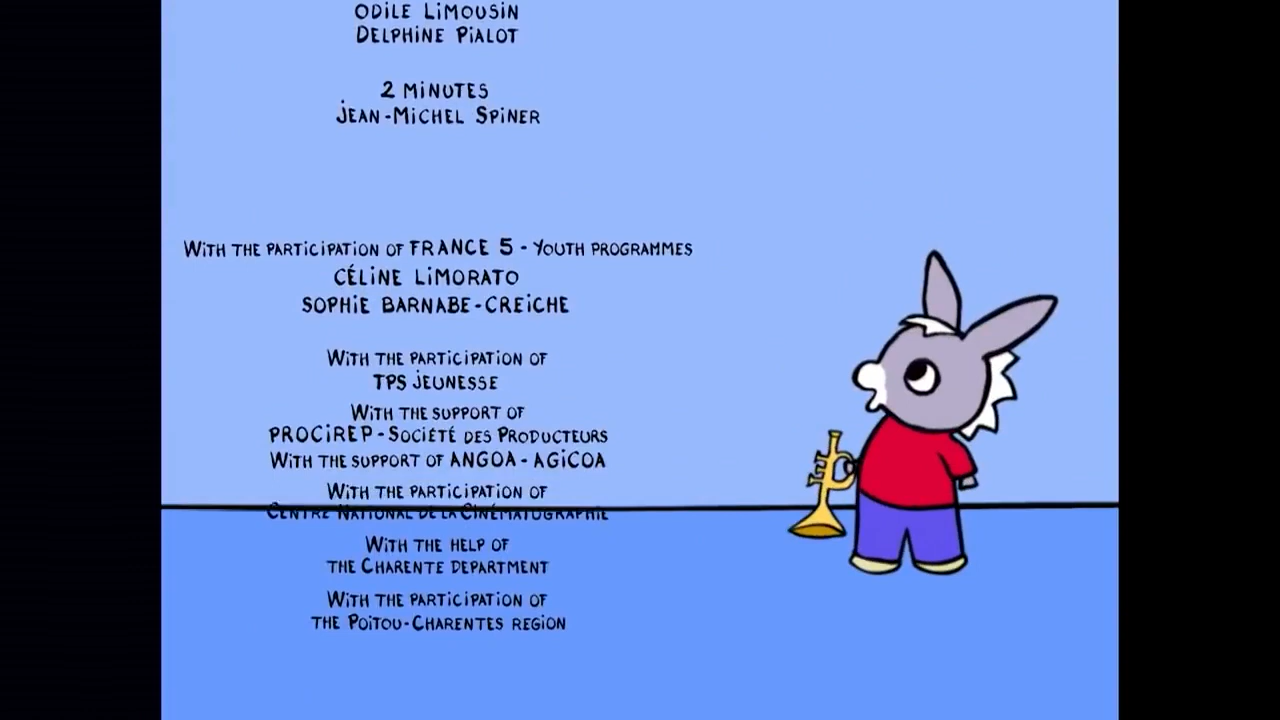 ODiLE LiMOUSiN
DELPHiNE PiALOT
2 MiNUTES
jEAN-MiCHEL SPiNER
WiTH THE PARTiCiPATiON OF FRANCE 5 - YOUTH PROGRAMMES
CÉLiNE LiMORATO
SOPHiE BARNABE-CREiCHE
WiTH THE PARTiCiPATiON OF
TPS jEUNESSE
WiTH THE SUPPORT OF
PROCiREP-SOCiÉTÉ DES PRODUCTEURS
WiTH THE SUPPORT OF ANGOA-AGiCOA
WiTH THE PARTiCiPATiON OF
CENTRE NATiONAL DE LA CiNÉMATOGRAPHiE
WiTH THE HELP OF
THE CHARENTE DEPARTMENT
WiTH THE PARTiCiPATiON OF
THE POiTOU-CHARENTES REGiON